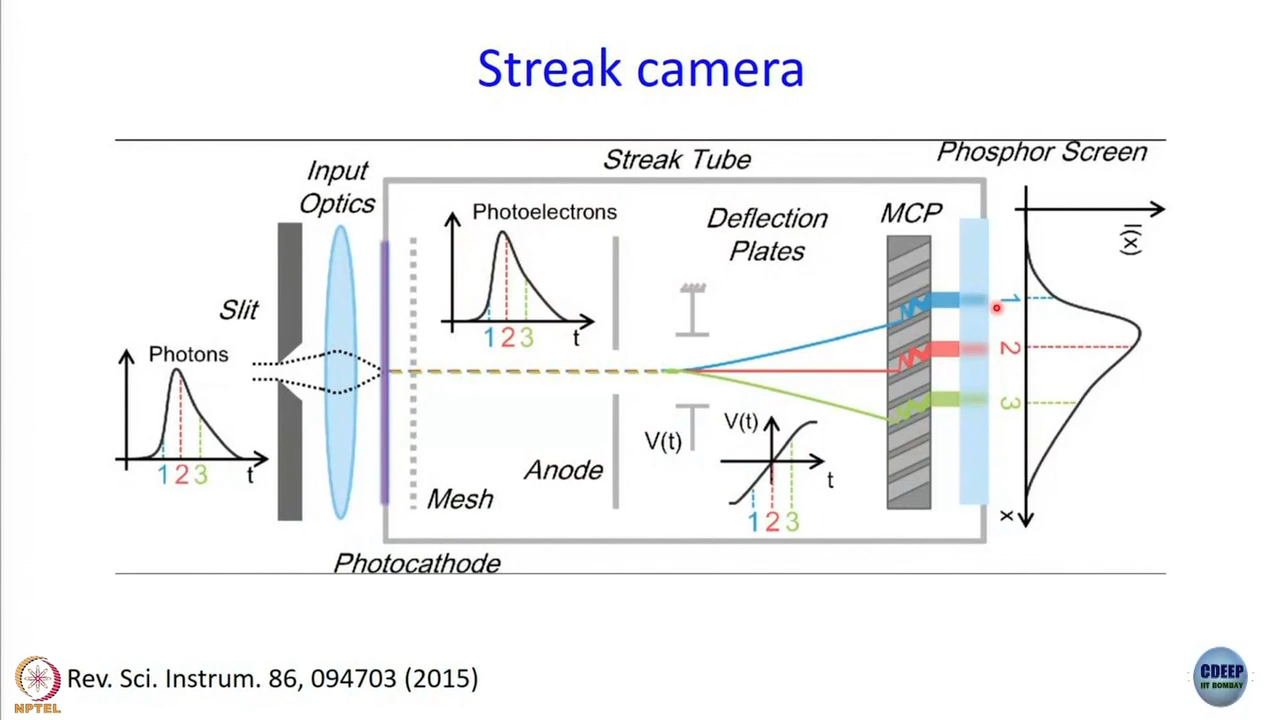 Streak camera
Streak Tube
Phosphor Screen
Input
Optics
Photoelectrons
Deflection
Plates
MCP
I(x)
Slit
1 2 3
t
1
2
3
Photons
V(t)
V(t)
t
1 2 3
Anode
Mesh
1 2 3
t
x
Photocathode
Rev. Sci. Instrum. 86, 094703 (2015)
NPTEL
CDEEP
IIT BOMBAY